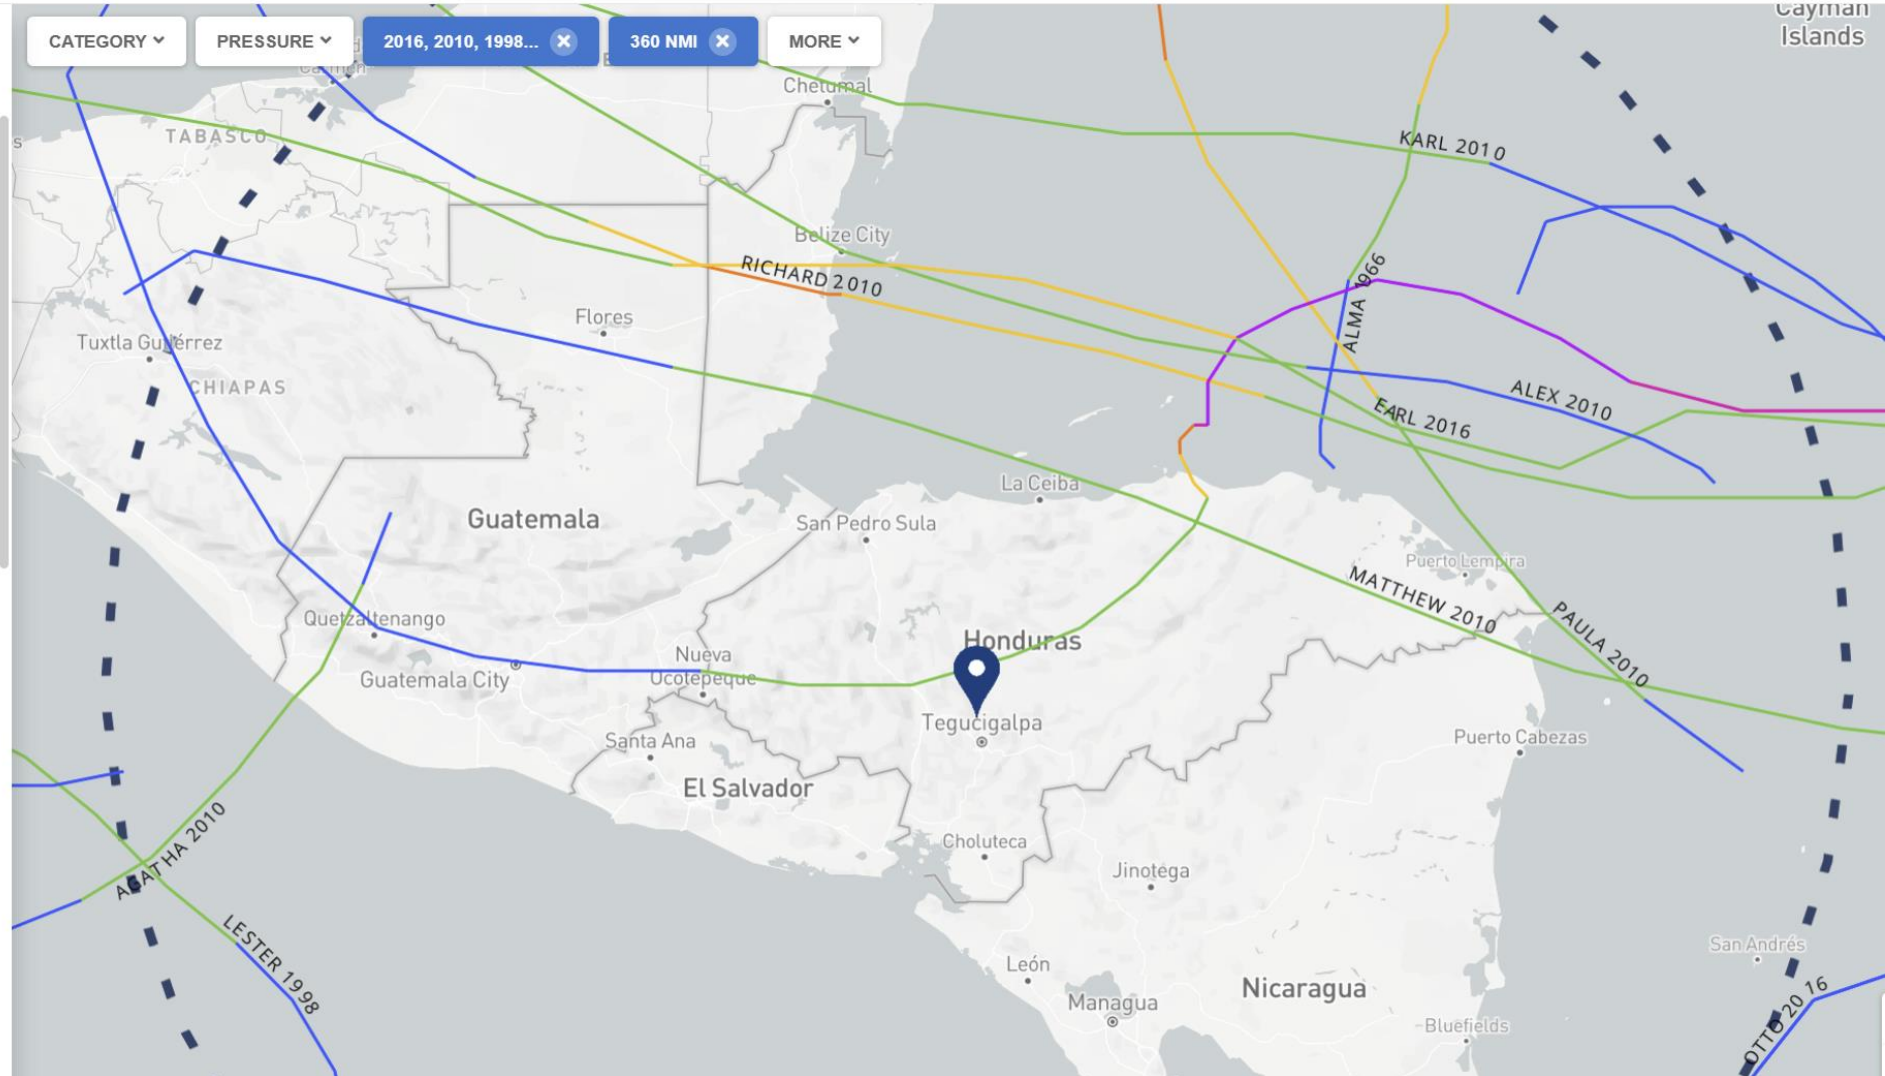 Cayman
Islands
CATEGORY
PRESSURE
2016, 2010, 1998...
360 NMI
MORE
Carmen
Chetumal
TABASCO
s
KARL 2010
Belize City
RICHARD 2010
ALMA 1966
Flores
Tuxtla Gutiérrez
CHIAPAS
ALEX 2010
EARL 2016
La Ceiba
Guatemala
San Pedro Sula
Puerto Lempira
MATTHEW 2010
PAULA 2010
Quetzaltenango
Honduras
Nueva
Ocotepeque
Guatemala City
Tegucigalpa
Santa Ana
Puerto Cabezas
El Salvador
AGATHA 2010
Choluteca
Jinotega
LESTER 1998
San Andrés
León
Nicaragua
Managua
OTTO 2016
Bluefields